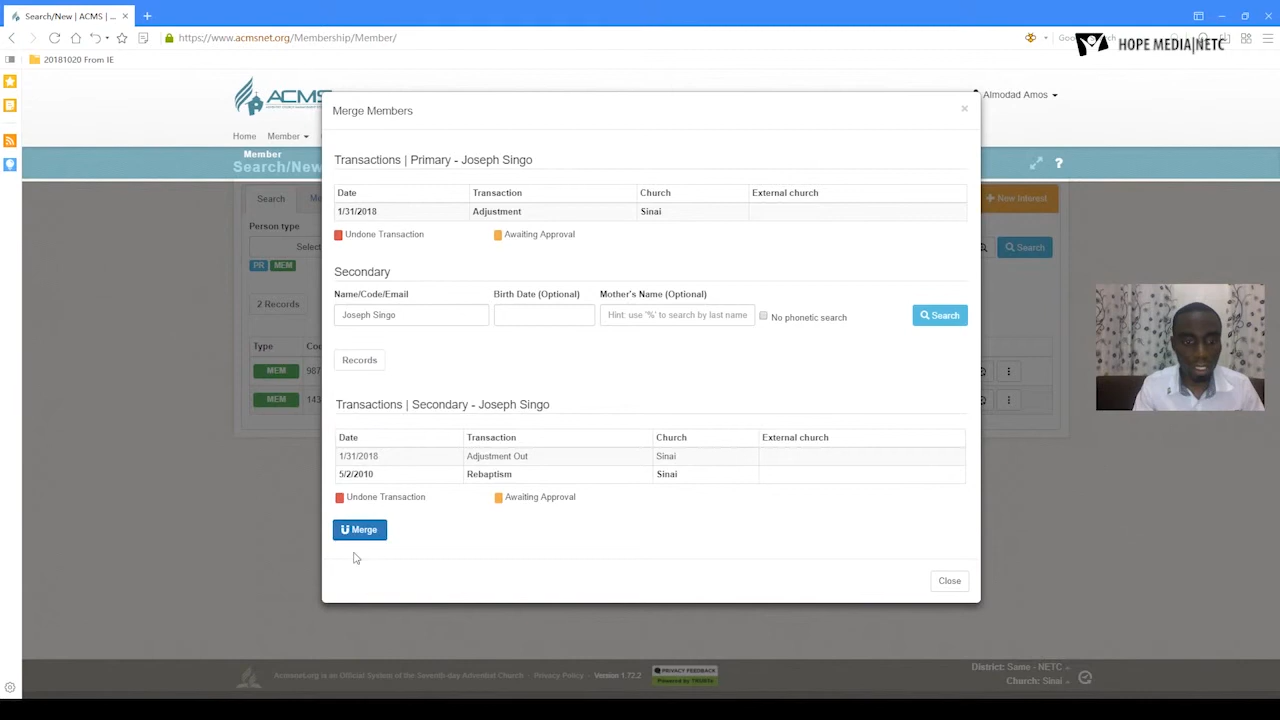 Search/New | ACMS | ...
https://www.acmsnet.org/Membership/Member/
HOPE MEDIA|NETC
20181020 From IE
ACMS
Almodad Amos
Home Member
Member
Search/New
Merge Members
Transactions | Primary - Joseph Singo
Date Transaction Church External church
1/31/2018 Adjustment Sinai
Undone Transaction Awaiting Approval
Search
New Interest
Person type
Select
Search
PR MEM
2 Records
Type
MEM 987
MEM 143
Secondary
Name/Code/Email Birth Date (Optional) Mother's Name (Optional)
Joseph Singo Hint: use '%' to search by last name No phonetic search Search
Records
Transactions | Secondary - Joseph Singo
Date Transaction Church External church
1/31/2018 Adjustment Out Sinai
5/2/2010 Rebaptism Sinai
Undone Transaction Awaiting Approval
Merge
Close
Acmsnet.org is an Official System of the Seventh-day Adventist Church - Privacy Policy - Version 1.72.2
PRIVACY FEEDBACK
Powered by TRUSTe
District: Same - NETC
Church: Sinai